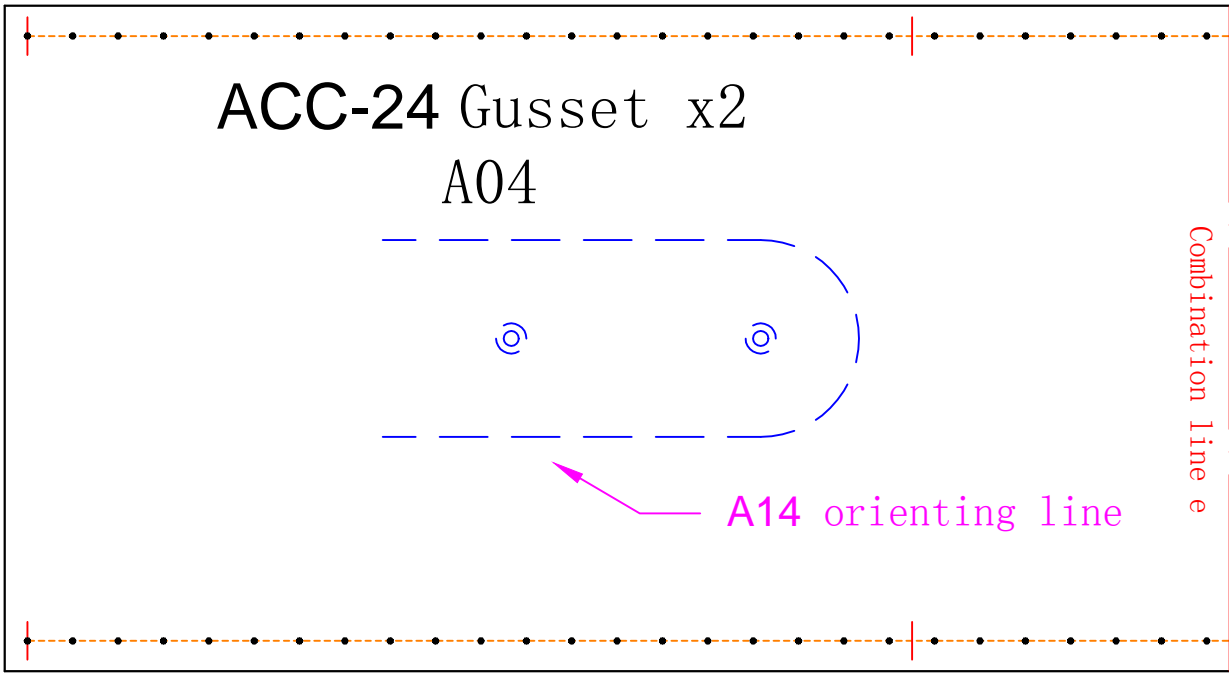 ACC-24 Gusset x2
A04
Combination line e
A14 orienting line